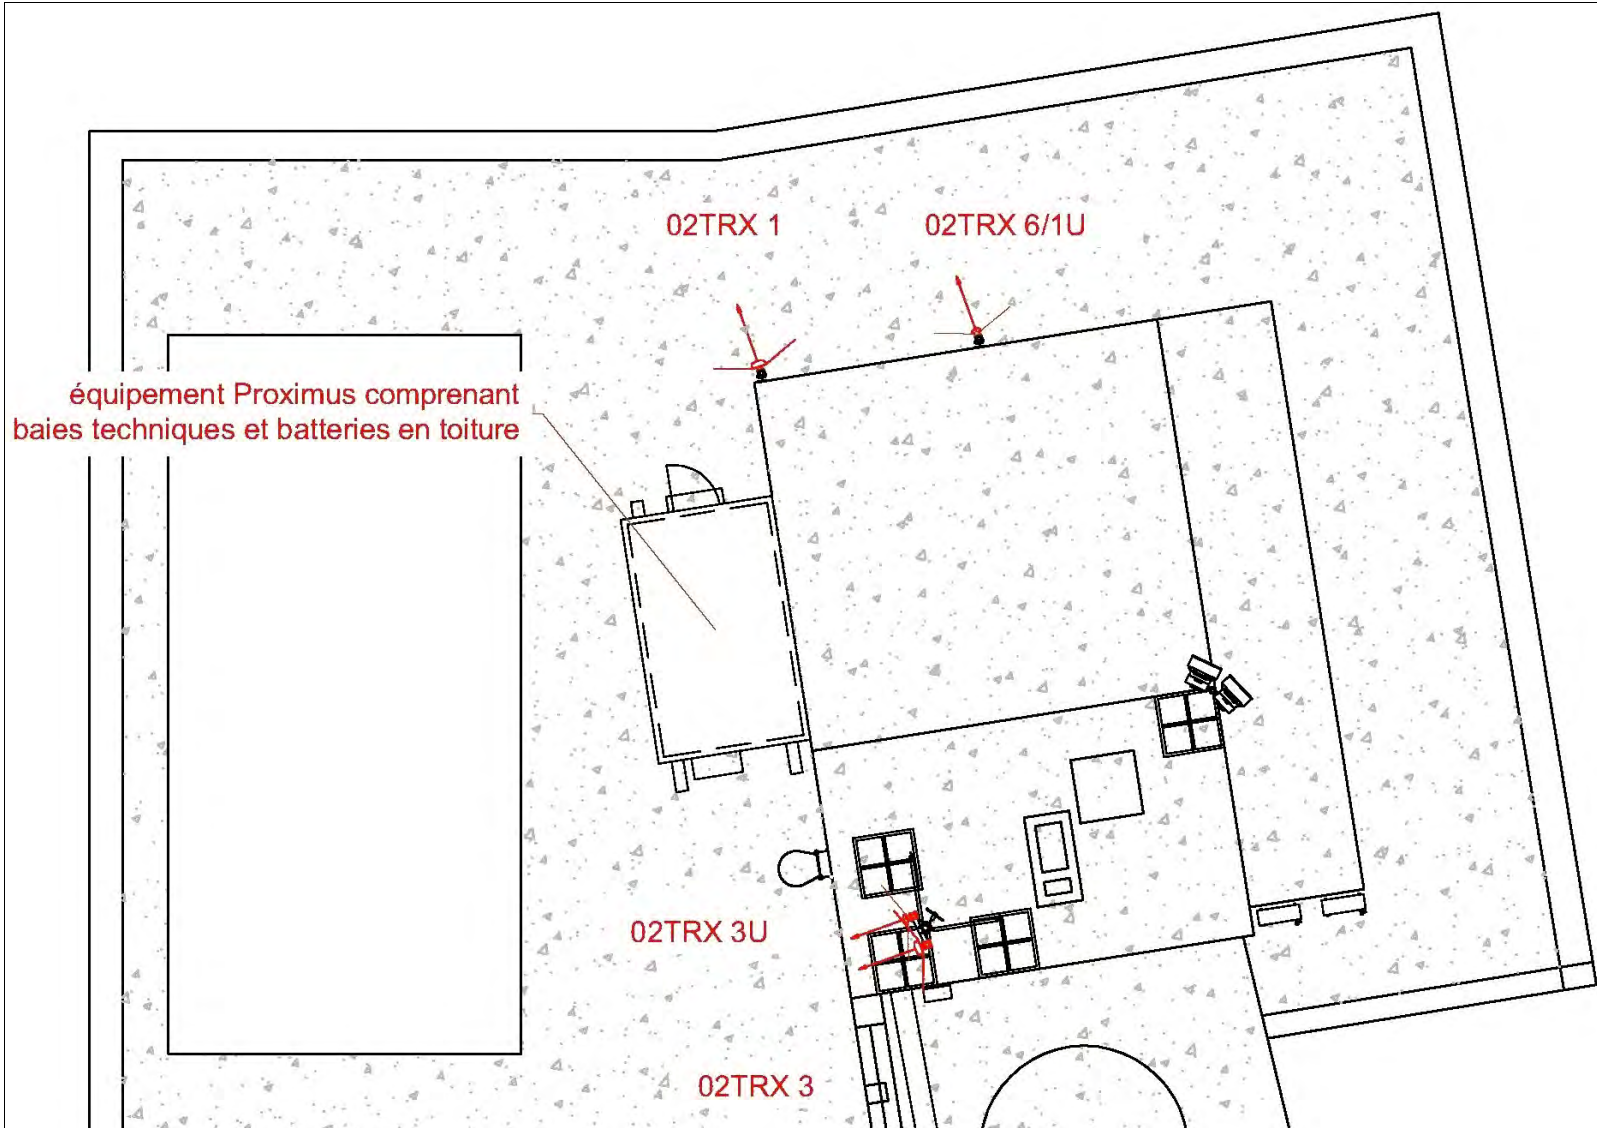 02TRX 1
02TRX 6/1U
équipement Proximus comprenant
baies techniques et batteries en toiture
02TRX 3U
02TRX 3